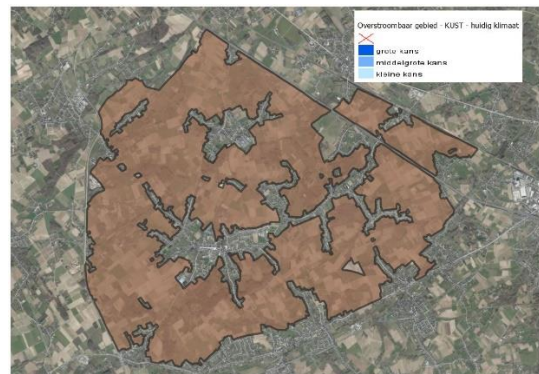 Overstroombaar gebied - KUST - huidig klimaat
grote kans
middelgrote kans
kleine kans